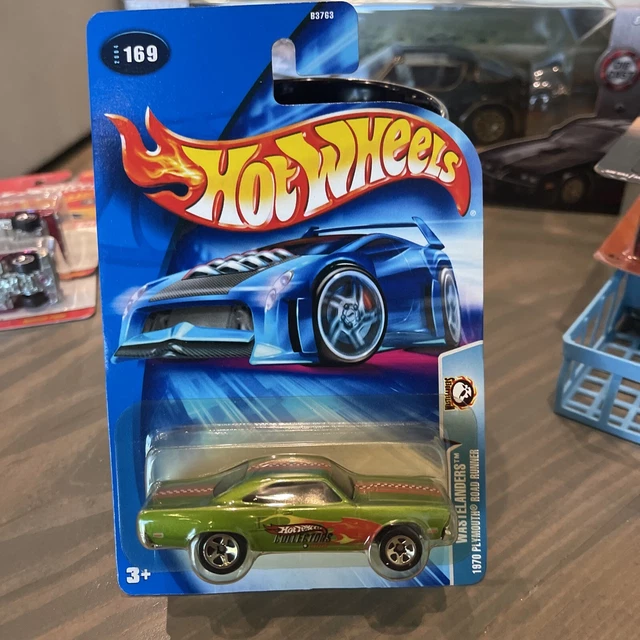 B3763
2004
169
HOT WHEELS
®
WASTELANDERS™
1970 PLYMOUTH® ROAD RUNNER
HOT WHEELS
COLLECTORS
3+